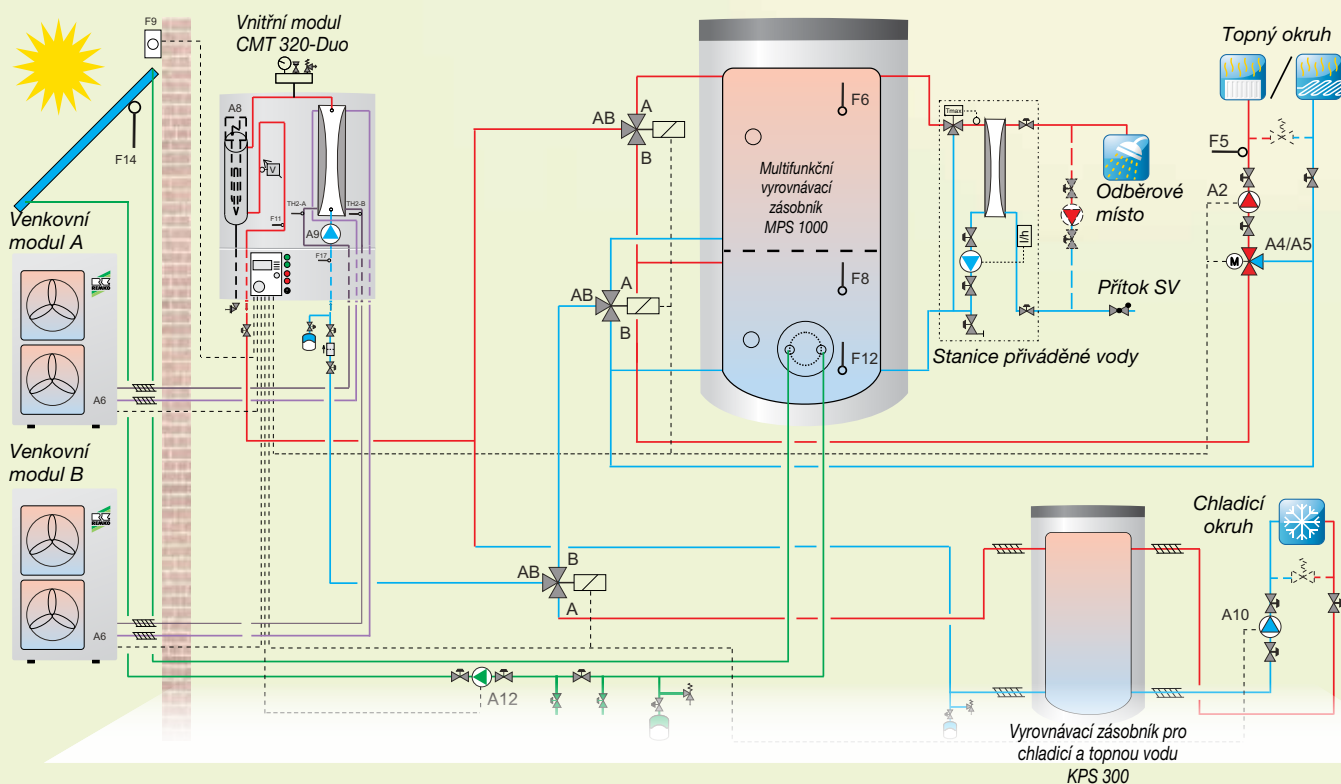 F9
Vnitřní modul
CMT 320-Duo
Topný okruh
A8
F14
V
F11
TH2-A
TH2-B
A9
F17
A
AB
B
F6
Multifunkční
vyrovnávací
zásobník
MPS 1000
F8
F12
A
AB
B
Tmax
l/h
Stanice přiváděné vody
Odběrové
místo
Přítok SV
F5
A2
A4/A5
M
Venkovní
modul A
REMKO
A6
Venkovní
modul B
REMKO
A6
B
AB
A
A12
Chladicí
okruh
A10
Vyrovnávací zásobník pro
chladicí a topnou vodu
KPS 300